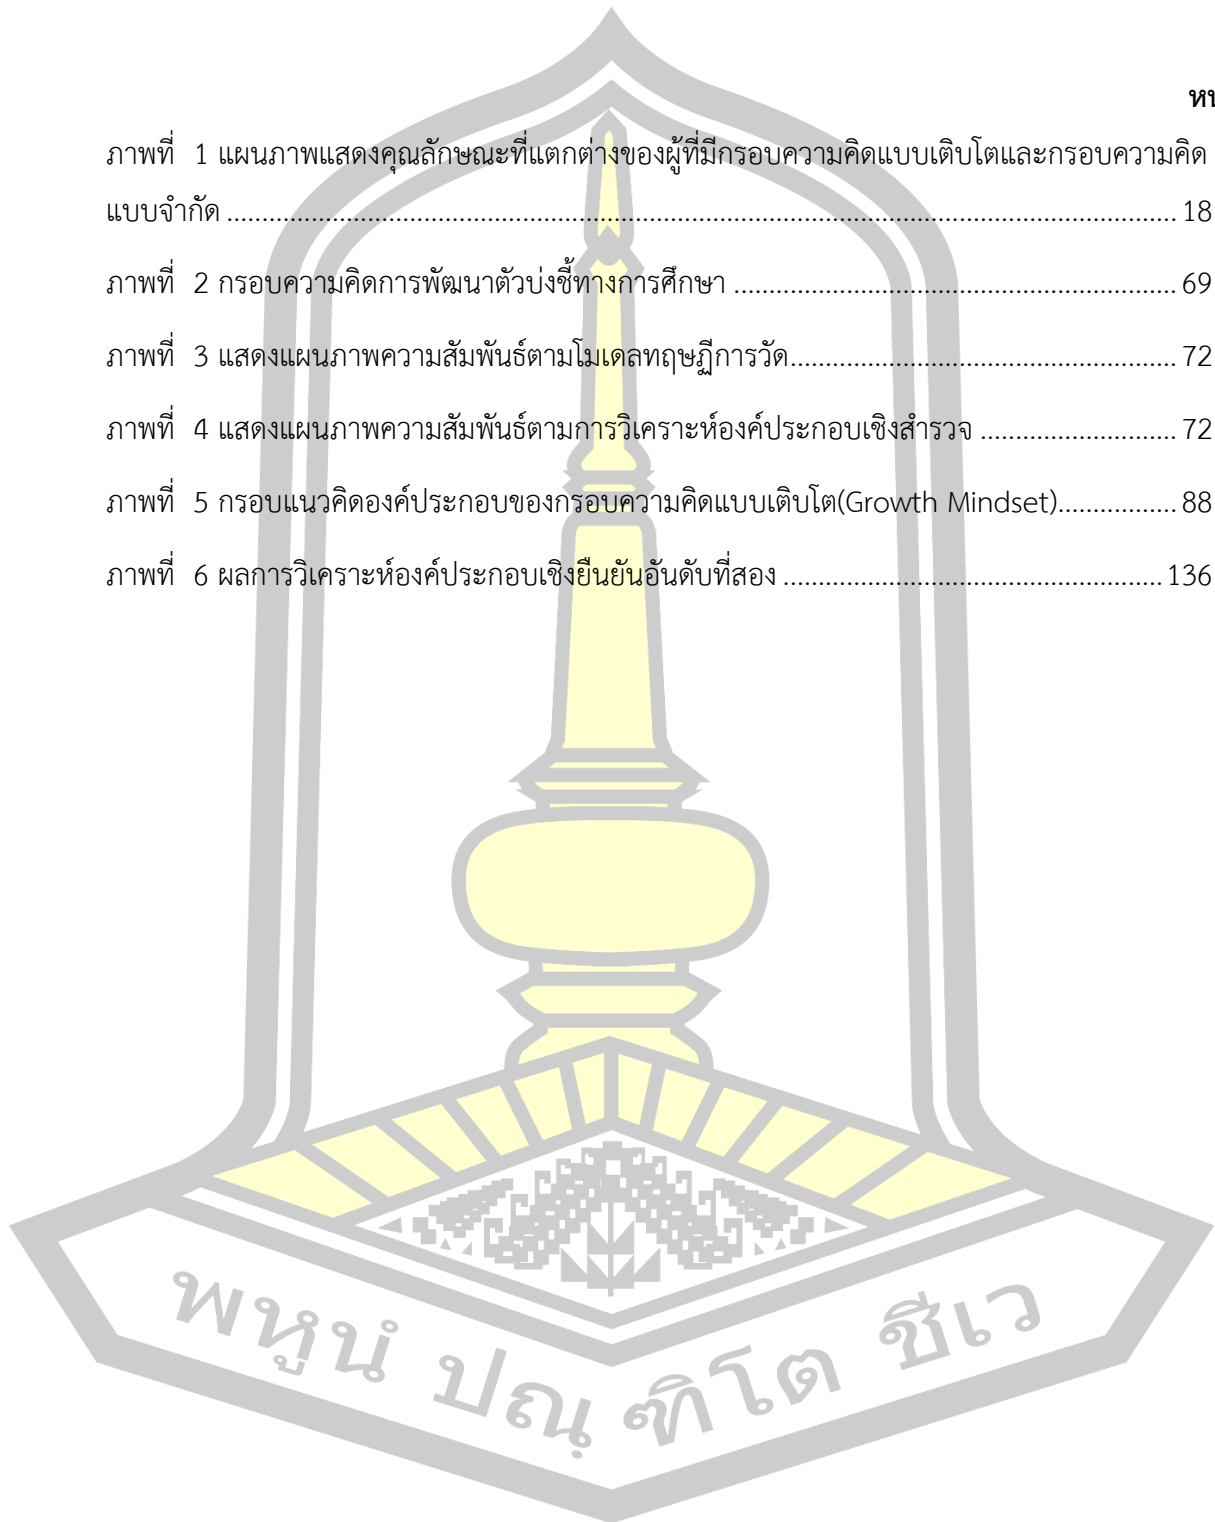 ภาพที่ 1 แผนภาพแสดงคุณลักษณะที่แตกต่างของผู้ที่มีกรอบความคิดแบบเติบโตและกรอบความคิด
แบบจำกัด ........................................................................................................................ 18
ภาพที่ 2 กรอบความคิดการพัฒนาตัวบ่งชี้ทางการศึกษา ........................................................ 69
ภาพที่ 3 แสดงแผนภาพความสัมพันธ์ตามโมเดลทฤษฎีการวัด................................................. 72
ภาพที่ 4 แสดงแผนภาพความสัมพันธ์ตามการวิเคราะห์องค์ประกอบเชิงสำรวจ ......................... 72
ภาพที่ 5 กรอบแนวคิดองค์ประกอบของกรอบความคิดแบบเติบโต(Growth Mindset)................. 88
ภาพที่ 6 ผลการวิเคราะห์องค์ประกอบเชิงยืนยันอันดับที่สอง ................................................ 136
พหูนํ ปณฺฑิโต ชีเว